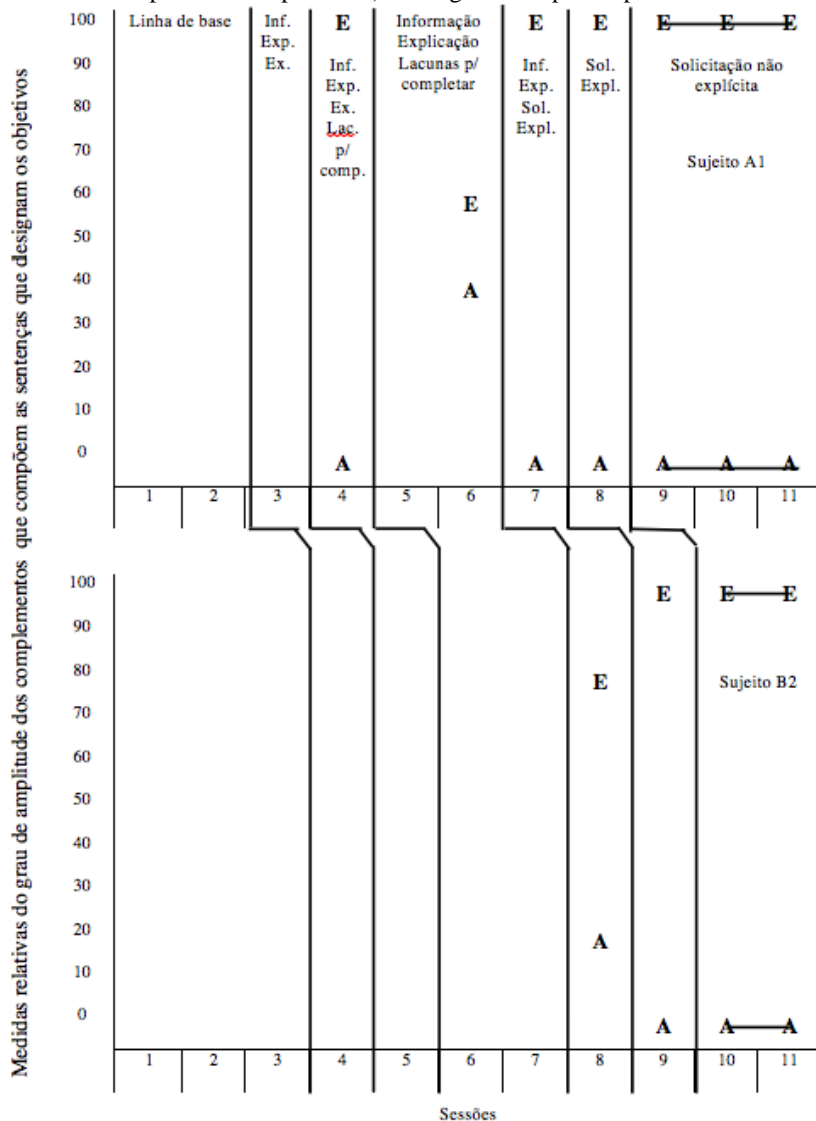 Medidas relativas do grau de amplitude dos complementos que compõem as sentenças que designam os objetivos
100
90
80
70
60
50
40
30
20
10
0
Linha de base
Inf.
Exp.
Ex.
E
Inf.
Exp.
Ex.
Lac.
p/
comp.
A
Informação
Explicação
Lacunas p/
completar
E
A
E
Inf.
Exp.
Sol.
Expl.
A
E
Sol.
Expl.
A
E E E
Solicitação não
explícita
Sujeito A1
A A A
1 2 3 4 5 6 7 8 9 10 11
100
90
80
70
60
50
40
30
20
10
0
E
A
E
A
E E
Sujeito B2
A A
1 2 3 4 5 6 7 8 9 10 11
Sessões